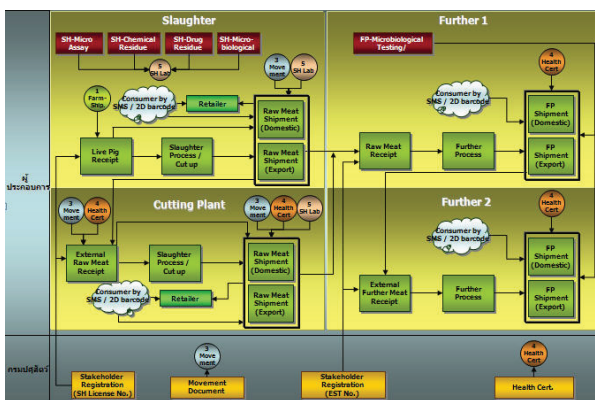 Slaughter
SH-Micro
Assay
SH-Chemical
Residue
SH-Drug
Residue
SH-Micro-
biological
5
SH Lab
3
Move
ment
5
SH Lab
1
Farm-
Ship.
Consumer by
SMS / 2D barcode
Retailer
Raw Meat
Shipment
(Domestic)
Live Pig
Receipt
Slaughter
Process /
Cut up
Raw Meat
Shipment
(Export)
Further 1
FP-Microbiological
Testing/
4
Health
Cert
Consumer by
SMS / 2D barcode
FP
Shipment
(Domestic)
Raw Meat
Receipt
Further
Process
FP
Shipment
(Export)
ผู้
ประกอบการ
Cutting Plant
3
Move
ment
4
Health
Cert
3
Move
ment
4
Health
Cert
5
SH Lab
External
Raw Meat
Receipt
Slaughter
Process /
Cut up
Raw Meat
Shipment
(Domestic)
Consumer by
SMS / 2D barcode
Retailer
Raw Meat
Shipment
(Export)
Further 2
4
Health
Cert
Consumer by
SMS / 2D barcode
FP
Shipment
(Domestic)
External
Further Meat
Receipt
Further
Process
FP
Shipment
(Export)
กรมปศุสัตว์
3
Move
ment
4
Health
Cert
Stakeholder
Registration
(SH License No.)
Movement
Document
Stakeholder
Registration
(EST No.)
Health Cert.